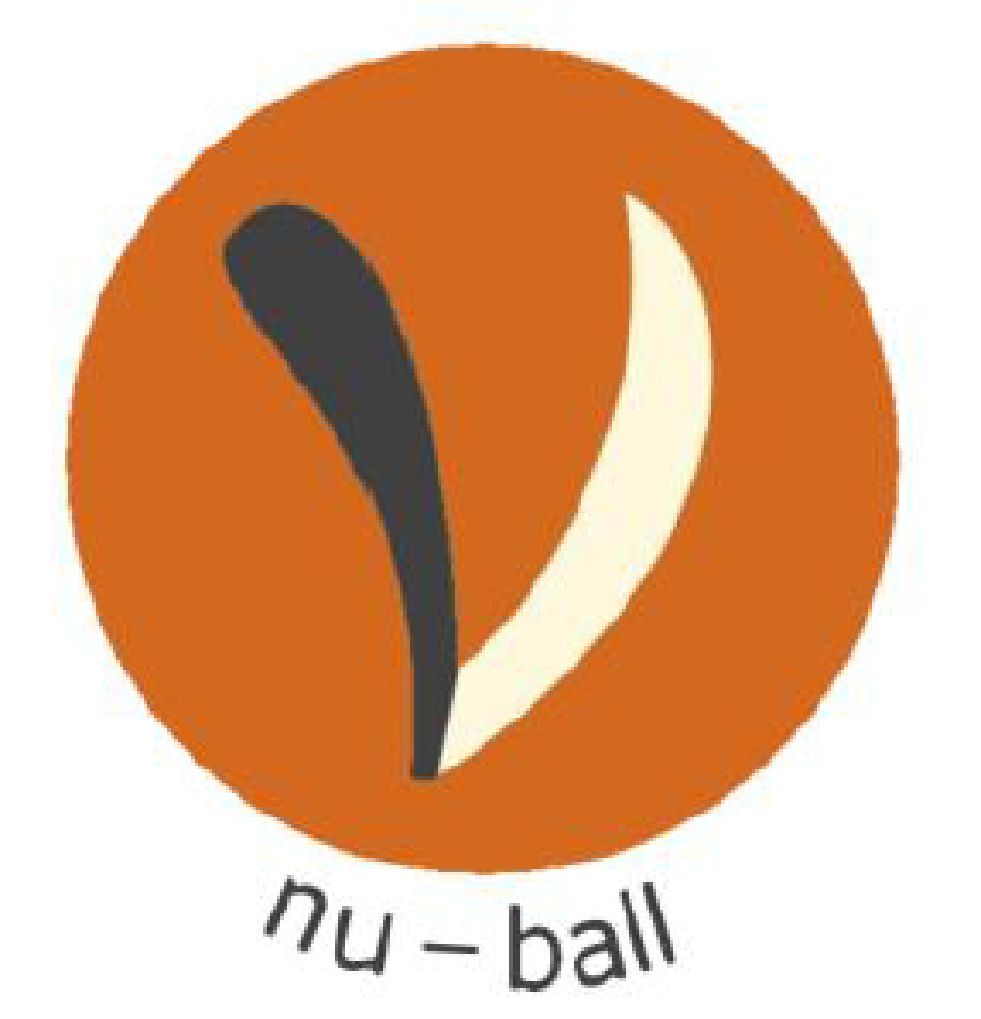 ν
nu – ball